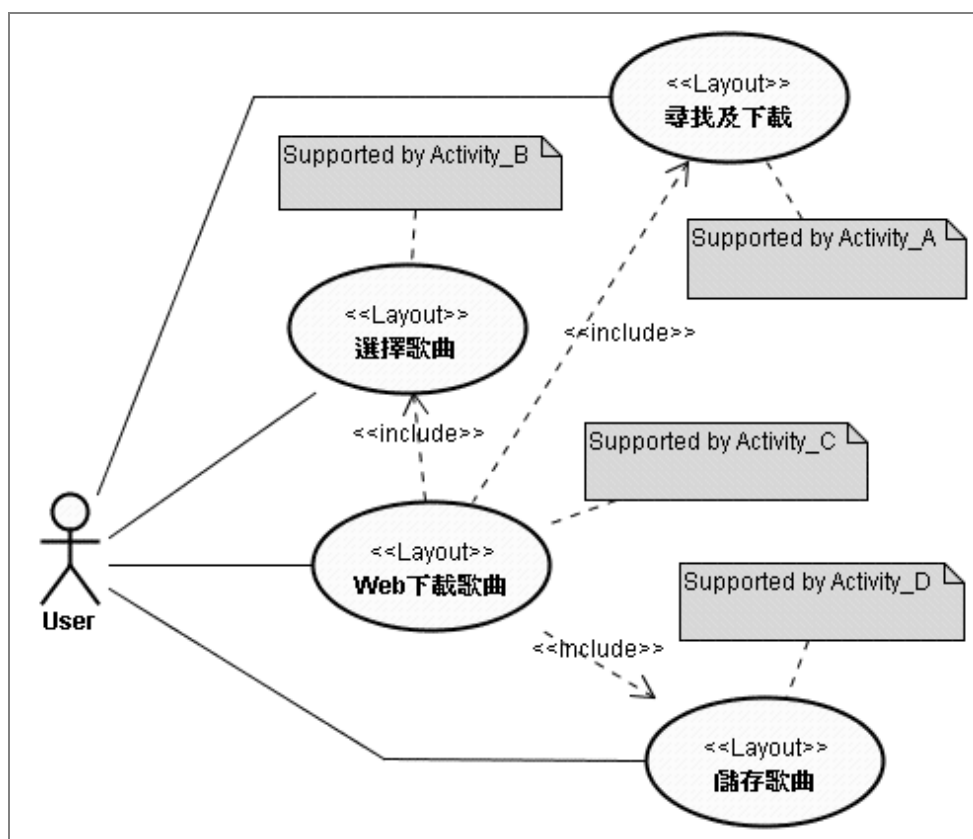 <<Layout>>
尋找及下載
Supported by Activity_B
Supported by Activity_A
<<Layout>>
選擇歌曲
<<include>>
<<include>>
Supported by Activity_C
<<Layout>>
Web下載歌曲
User
Supported by Activity_D
<<include>>
<<Layout>>
儲存歌曲